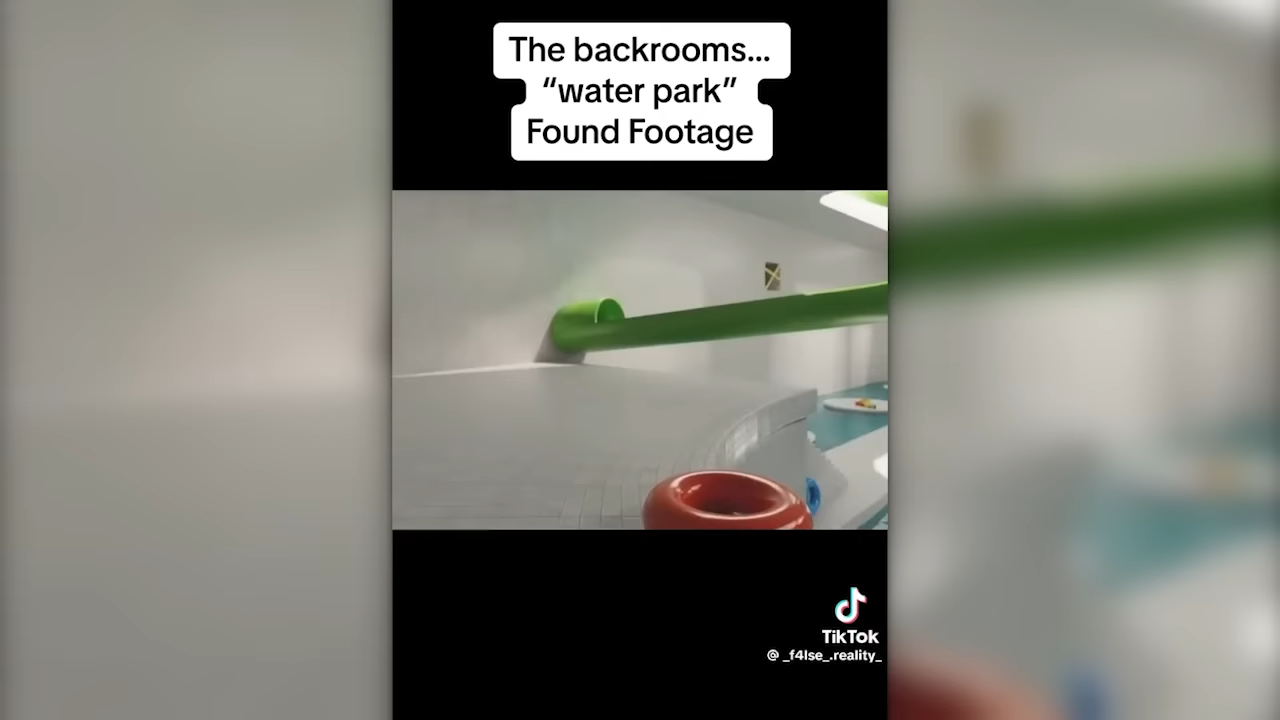 The backrooms...
“water park”
Found Footage
TikTok
@ _f4lse_.reality_